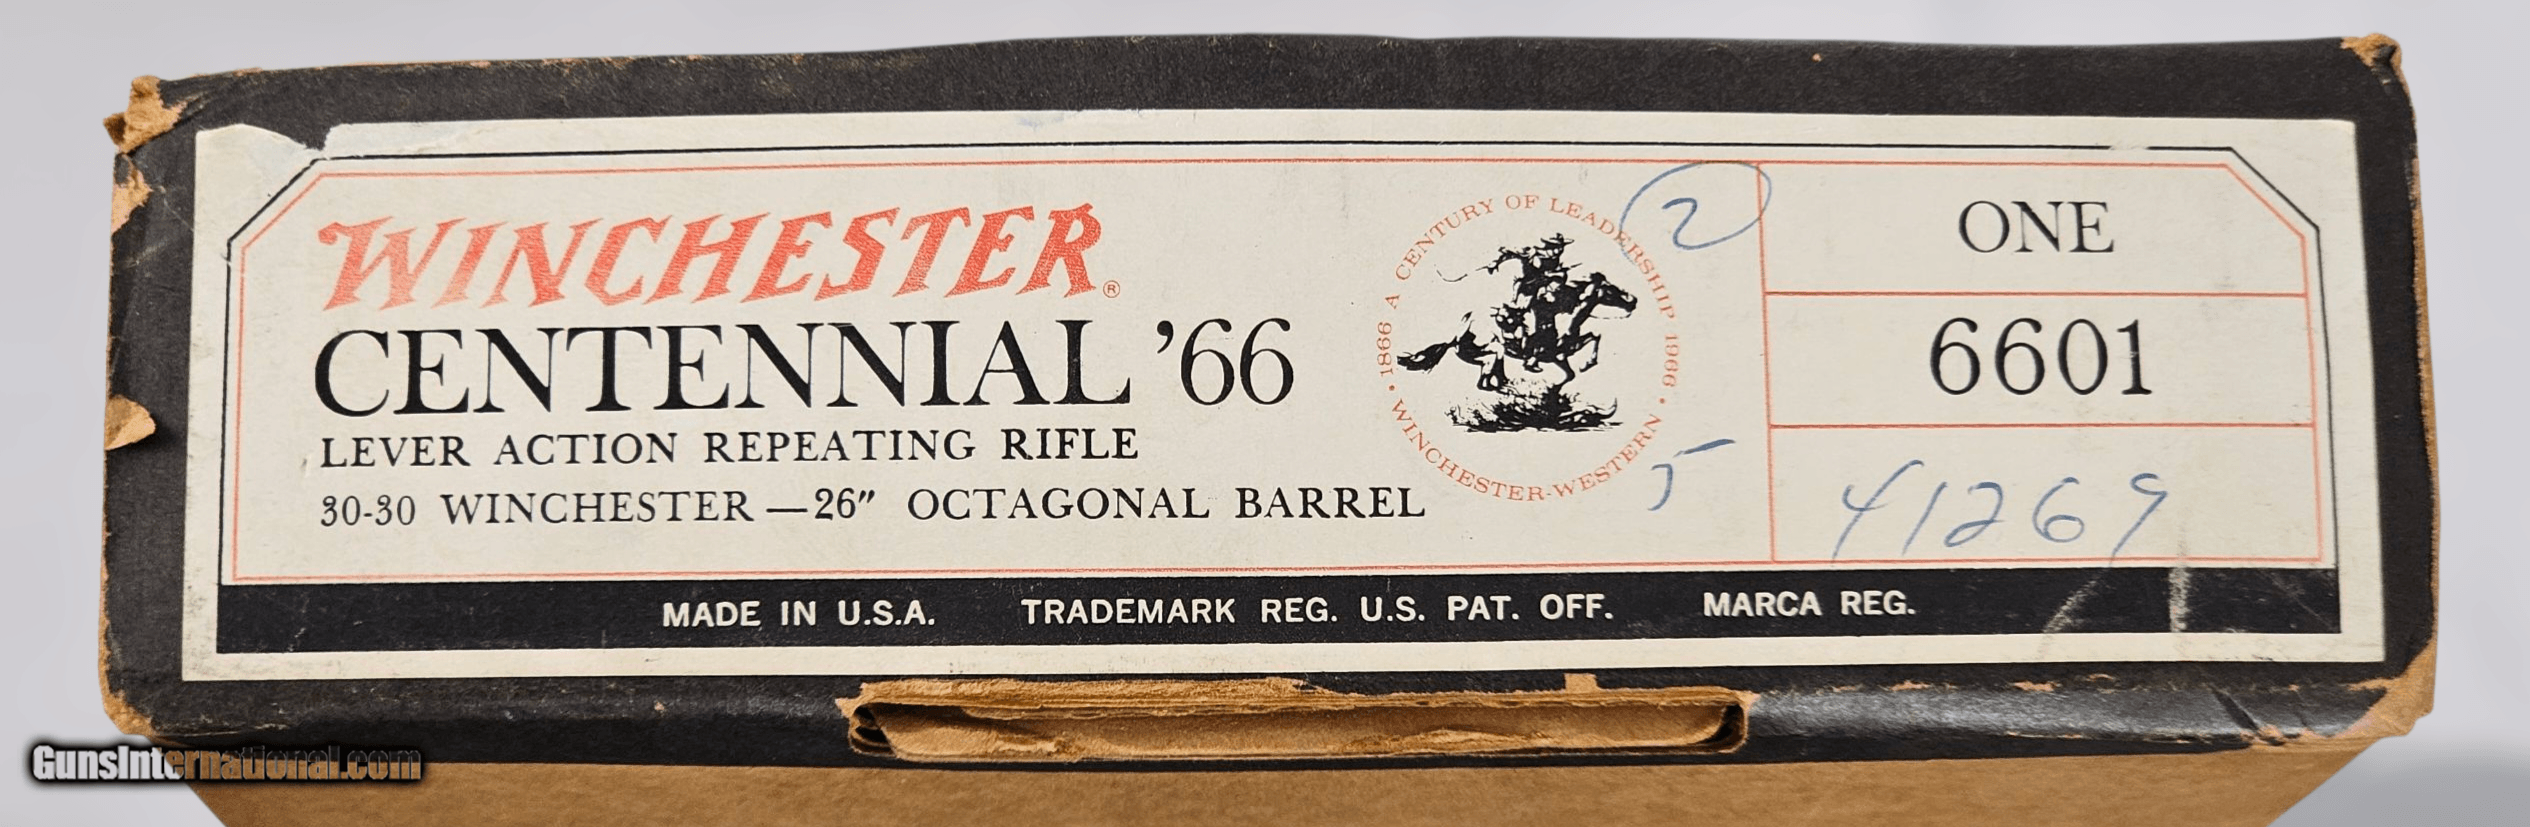 WINCHESTER®
CENTENNIAL '66
LEVER ACTION REPEATING RIFLE
30-30 WINCHESTER—26" OCTAGONAL BARREL
• 1866 A CENTURY OF LEADERSHIP 1966 •
WINCHESTER-WESTERN
2
5
ONE
6601
41269
MADE IN U.S.A. TRADEMARK REG. U.S. PAT. OFF. MARCA REG.
GunsInternational.com